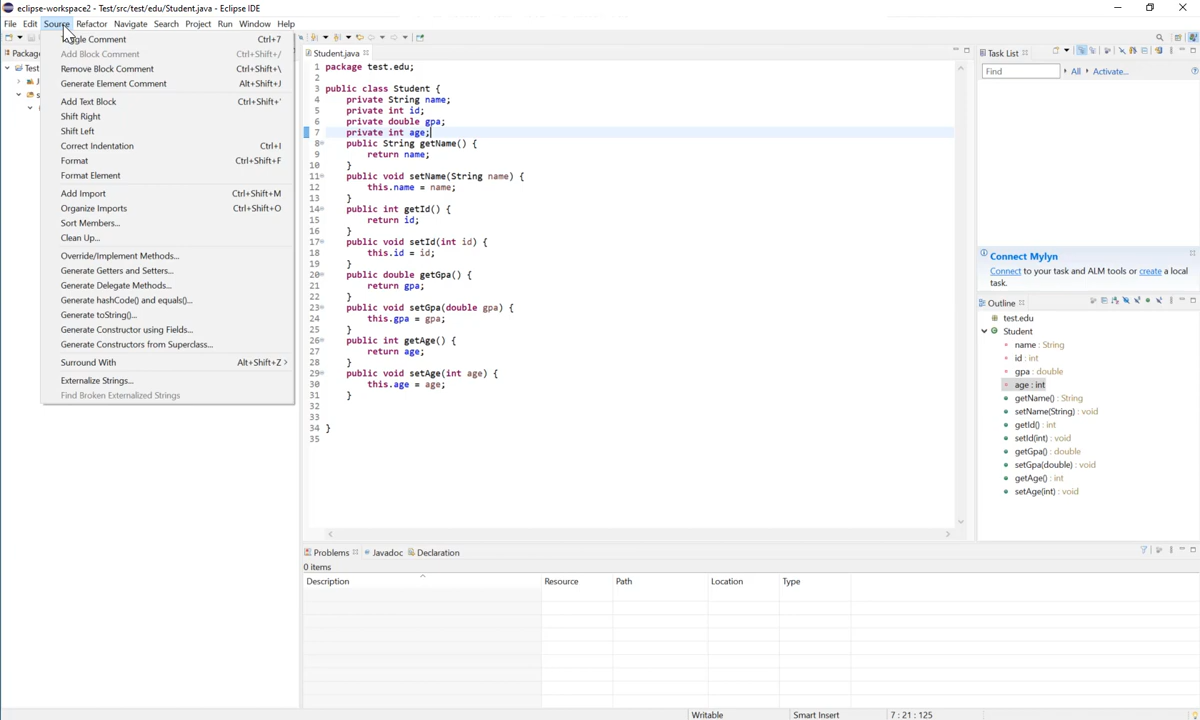 eclipse-workspace2 - Test/src/test/edu/Student.java - Eclipse IDE
File Edit Source Refactor Navigate Search Project Run Window Help
Comment Ctrl+7
Add Block Comment Ctrl+Shift+/
Remove Block Comment Ctrl+Shift+\
Generate Element Comment Alt+Shift+J
Add Text Block Ctrl+Shift+'
Shift Right
Shift Left
Correct Indentation Ctrl+I
Format Ctrl+Shift+F
Format Element
Add Import Ctrl+Shift+M
Organize Imports Ctrl+Shift+O
Sort Members...
Clean Up...
Override/Implement Methods...
Generate Getters and Setters...
Generate Delegate Methods...
Generate hashCode() and equals()...
Generate toString()...
Generate Constructor using Fields...
Generate Constructors from Superclass...
Surround With Alt+Shift+Z >
Externalize Strings...
Find Broken Externalized Strings
Package
Test
J
s
Student.java
1 package test.edu;
2
3 public class Student {
4 private String name;
5 private int id;
6 private double gpa;
7 private int age;
8 public String getName() {
9 return name;
10 }
11 public void setName(String name) {
12 this.name = name;
13 }
14 public int getId() {
15 return id;
16 }
17 public void setId(int id) {
18 this.id = id;
19 }
20 public double getGpa() {
21 return gpa;
22 }
23 public void setGpa(double gpa) {
24 this.gpa = gpa;
25 }
26 public int getAge() {
27 return age;
28 }
29 public void setAge(int age) {
30 this.age = age;
31 }
32
33
34 }
35
Task List
Find All Activate...
Connect Mylyn
Connect to your task and ALM tools or create a local
task.
Outline
test.edu
Student
name : String
id : int
gpa : double
age : int
getName() : String
setName(String) : void
getId() : int
setId(int) : void
getGpa() : double
setGpa(double) : void
getAge() : int
setAge(int) : void
Problems Javadoc Declaration
0 items
Description Resource Path Location Type
Writable Smart Insert 7 : 21 : 125